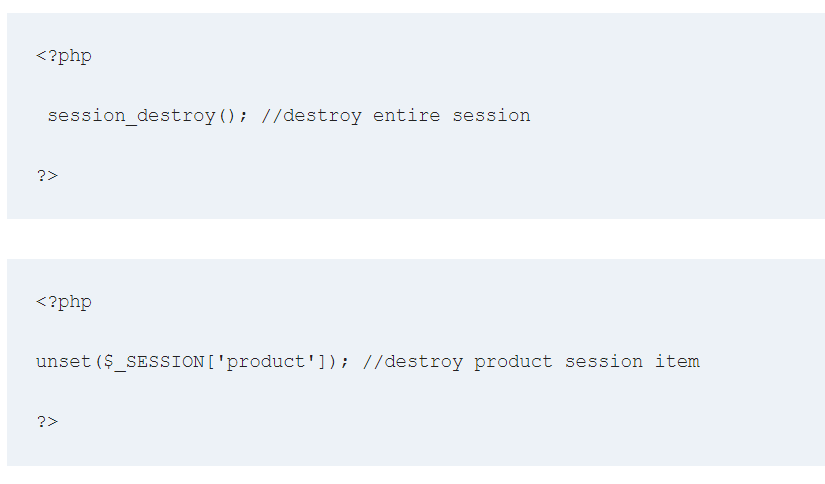 <?php
session_destroy(); //destroy entire session
?>
<?php
unset($_SESSION['product']); //destroy product session item
?>